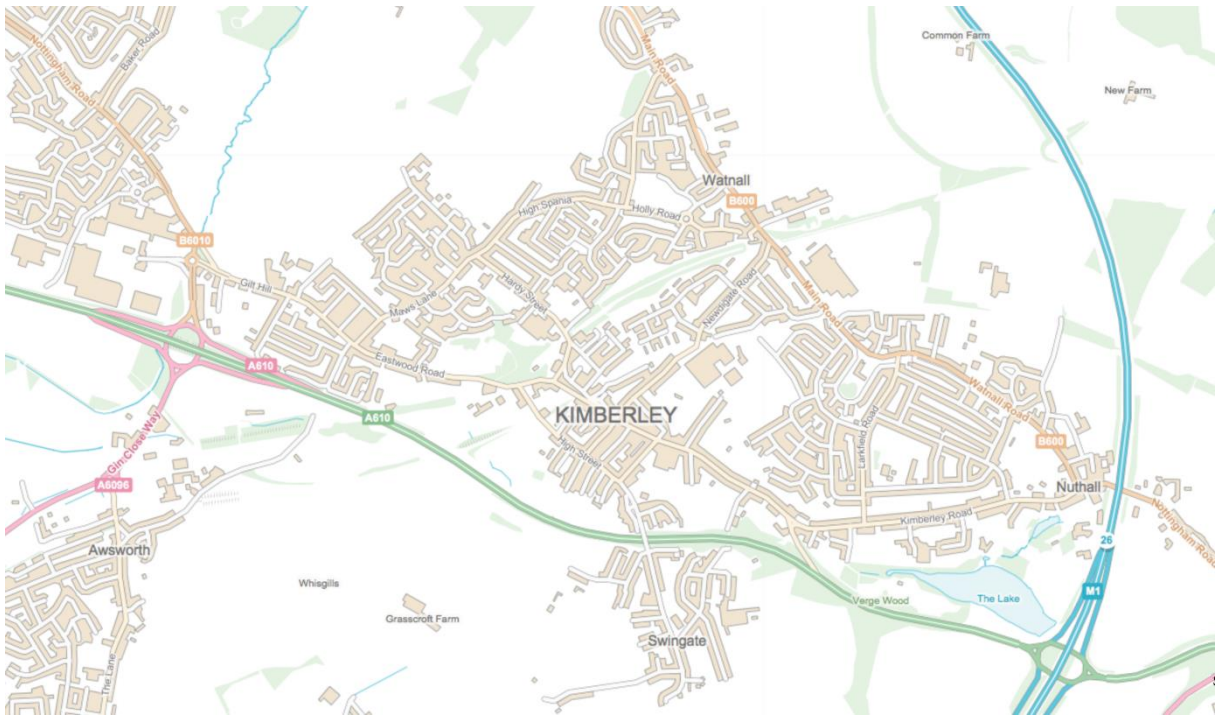 Common Farm
Nottingham Road
Baker Road
Main Road
New Farm
Watnall
B600
High Spania
Holly Road
B6010
Gilt Hill
Maws Lane
Hardy Street
Newdigate Road
Main Road
Eastwood Road
A610
A610
KIMBERLEY
Watnall Road
Larkfield Road
High Street
B600
Gin Close Way
A6096
Nuthall
Kimberley Road
Nottingham Road
Awsworth
26
Whisgills
M1
Verge Wood
The Lake
Grasscroft Farm
Swingate
The Lane
S